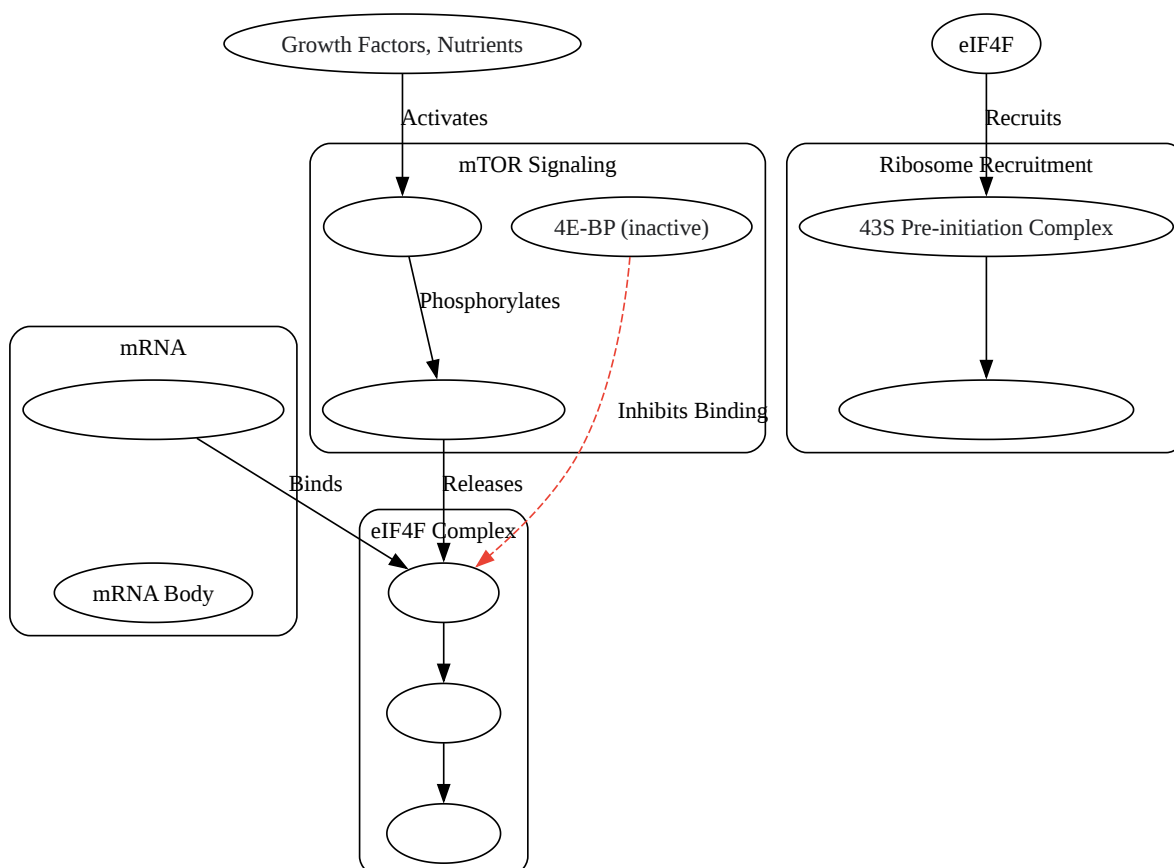 Growth Factors, Nutrients
eIF4F
Activates
Recruits
mTOR Signaling
Ribosome Recruitment
4E-BP (inactive)
43S Pre-initiation Complex
Phosphorylates
mRNA
Inhibits Binding
Binds
Releases
eIF4F Complex
mRNA Body